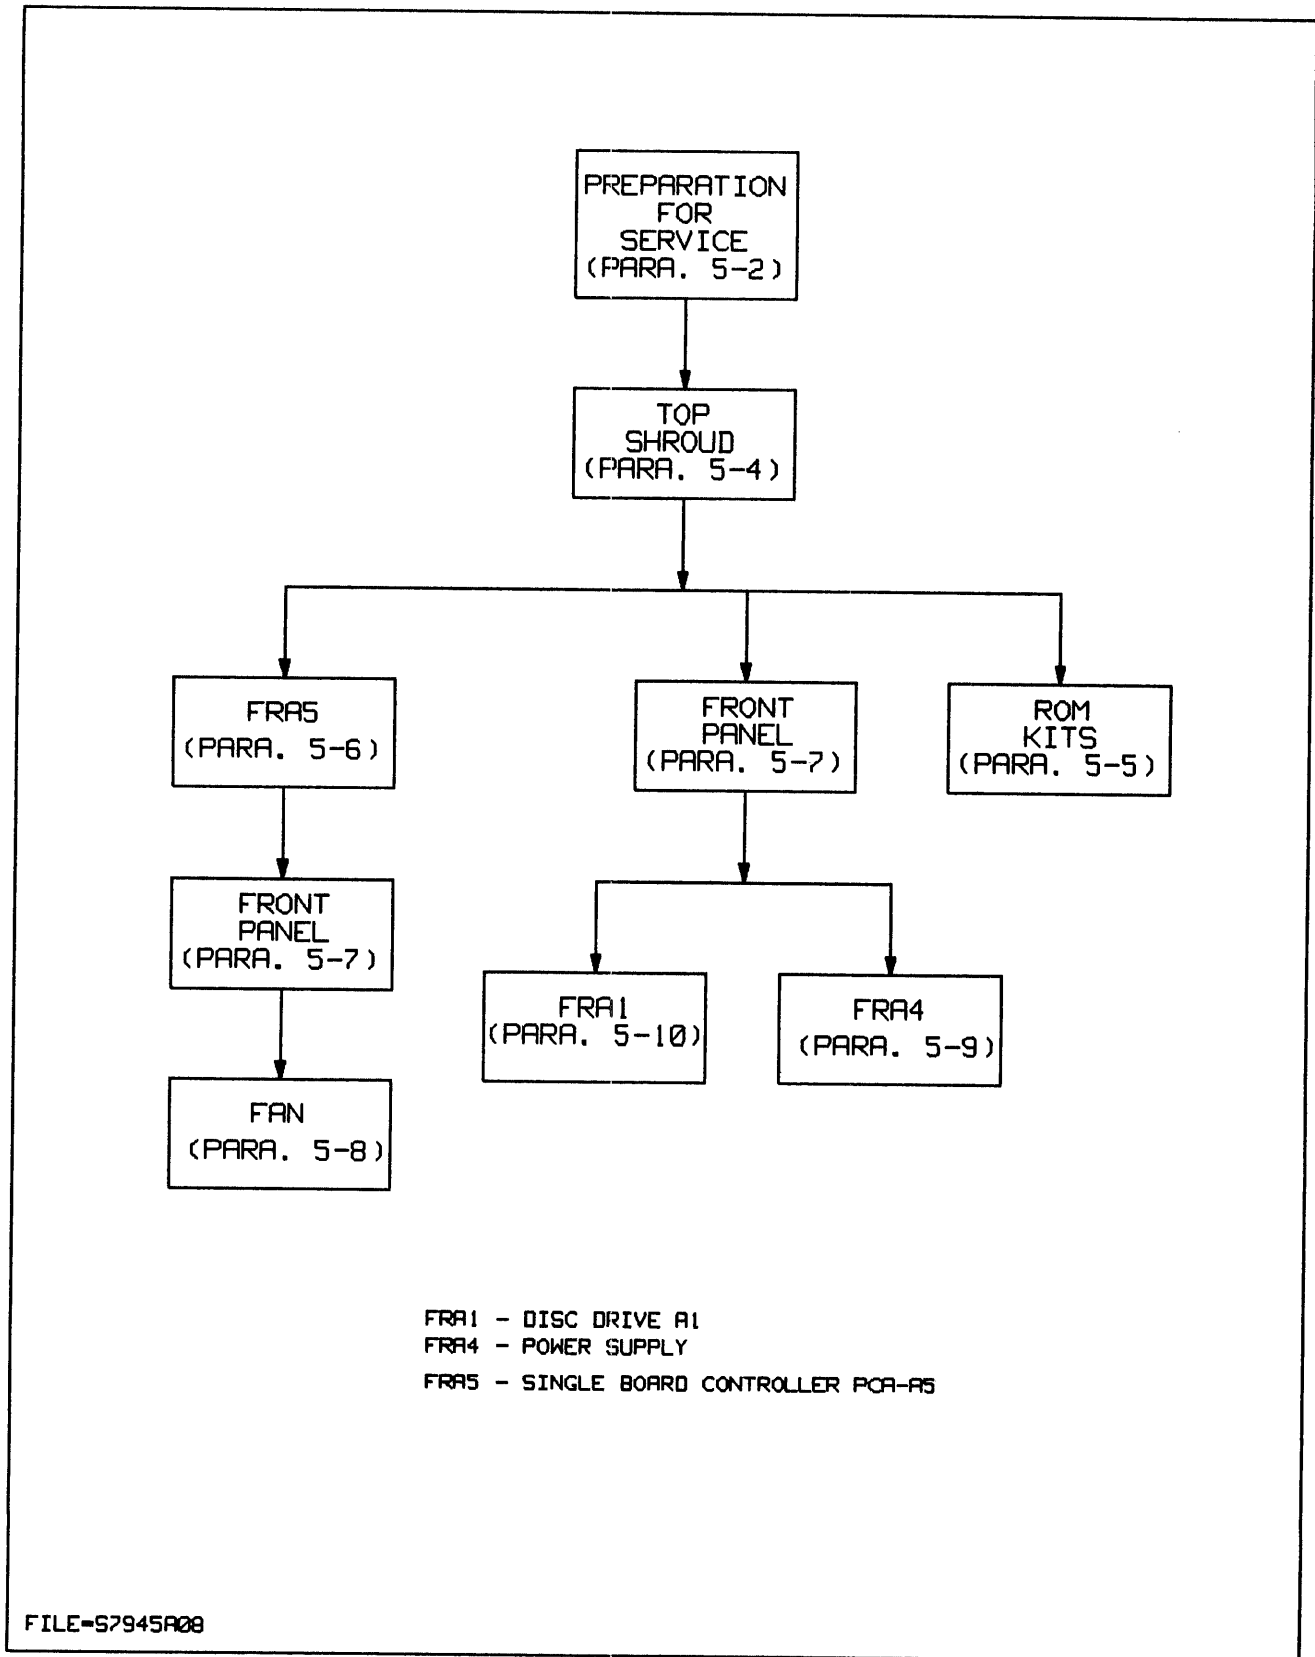 PREPARATION
FOR
SERVICE
(PARA. 5-2)
TOP
SHROUD
(PARA. 5-4)
FRA5
(PARA. 5-6)
FRONT
PANEL
(PARA. 5-7)
ROM
KITS
(PARA. 5-5)
FRONT
PANEL
(PARA. 5-7)
FRA1
(PARA. 5-10)
FRA4
(PARA. 5-9)
FAN
(PARA. 5-8)
FRA1 - DISC DRIVE A1
FRA4 - POWER SUPPLY
FRA5 - SINGLE BOARD CONTROLLER PCA-A5
FILE=S7945A08